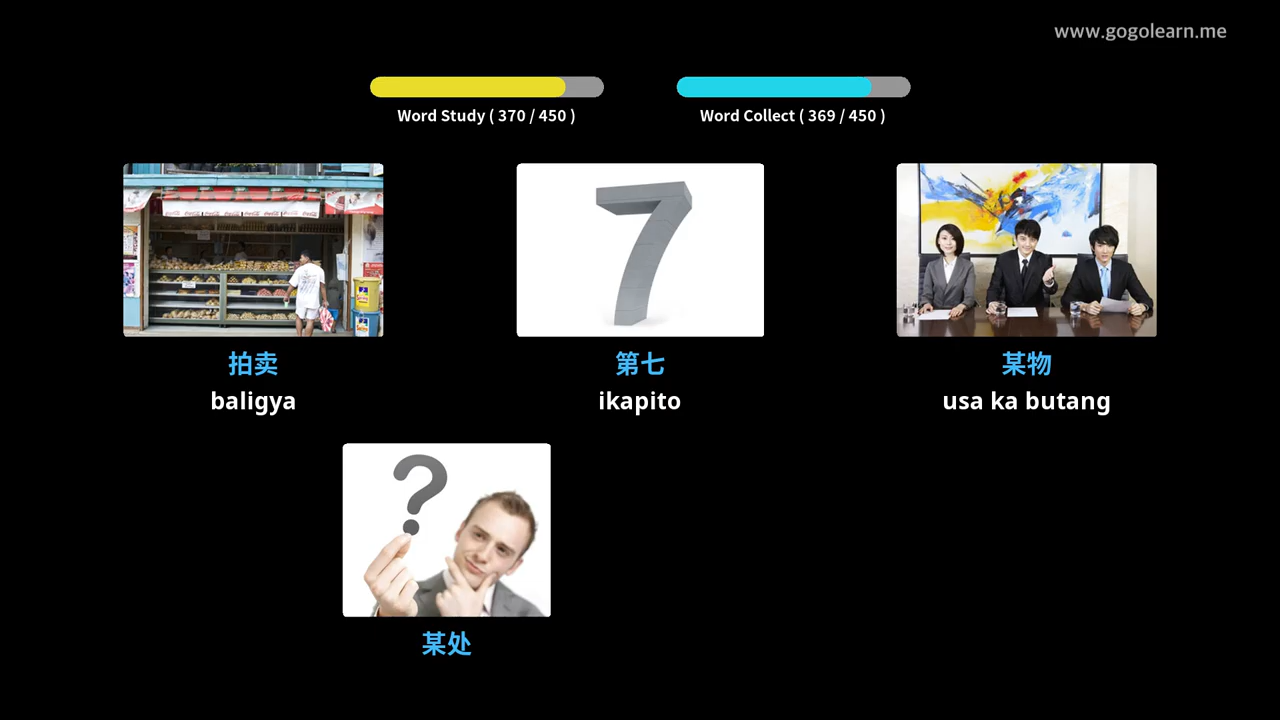 www.gogolearn.me
Word Study ( 370 / 450 )
Word Collect ( 369 / 450 )
7
拍卖
baligya
第七
ikapito
某物
usa ka butang
?
某处